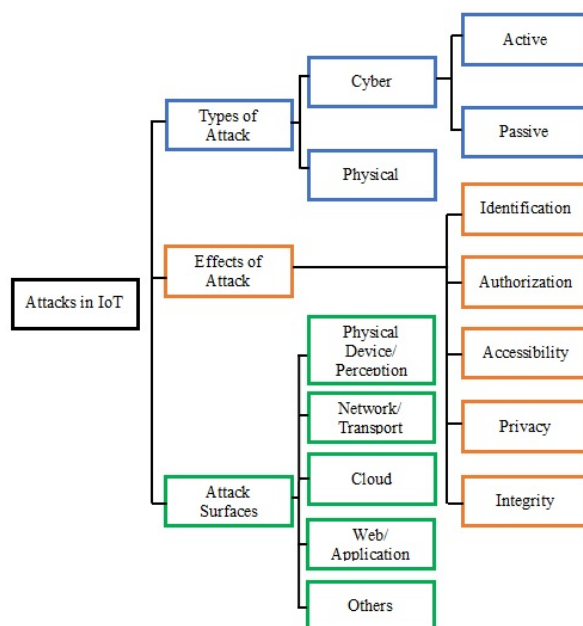 Attacks in IoT
Types of
Attack
Cyber
Active
Passive
Physical
Effects of
Attack
Identification
Authorization
Accessibility
Privacy
Integrity
Attack
Surfaces
Physical
Device/
Perception
Network/
Transport
Cloud
Web/
Application
Others